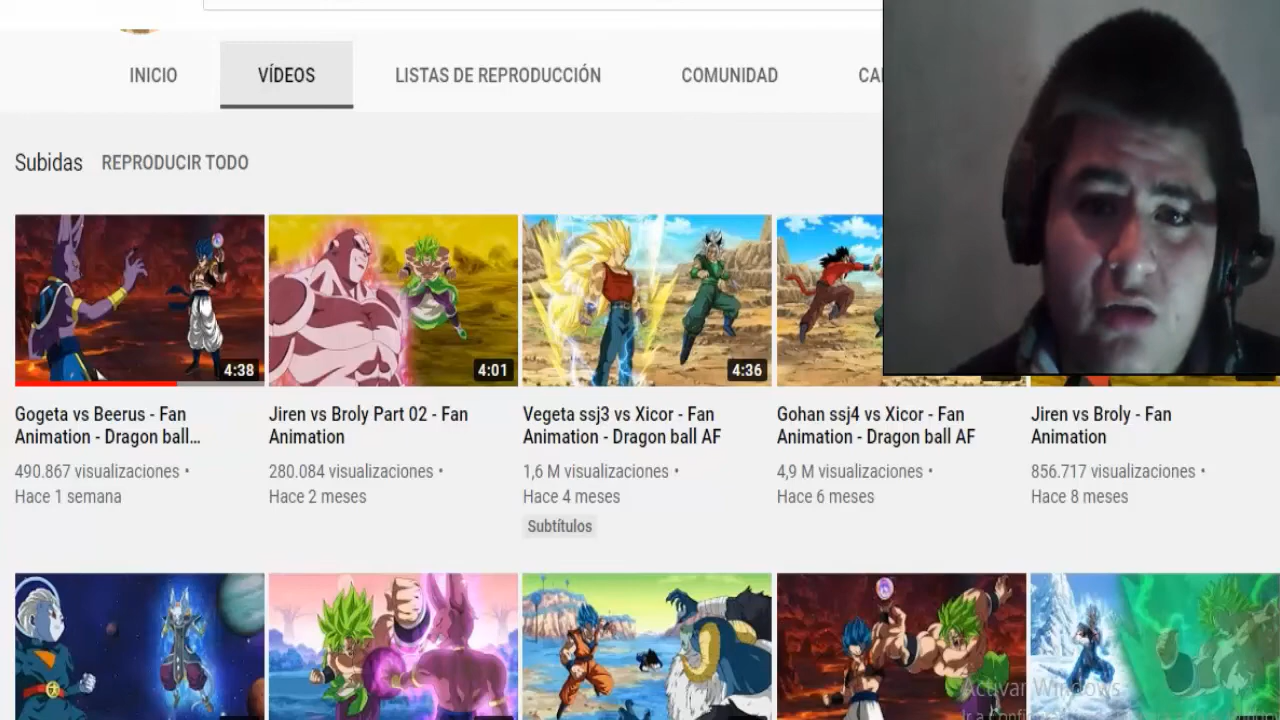 INICIO
VÍDEOS
LISTAS DE REPRODUCCIÓN
COMUNIDAD
CA
Subidas REPRODUCIR TODO
4:38
4:01
4:36
Gogeta vs Beerus - Fan
Animation - Dragon ball...
490.867 visualizaciones •
Hace 1 semana
Jiren vs Broly Part 02 - Fan
Animation
280.084 visualizaciones •
Hace 2 meses
Vegeta ssj3 vs Xicor - Fan
Animation - Dragon ball AF
1,6 M visualizaciones •
Hace 4 meses
Subtítulos
Gohan ssj4 vs Xicor - Fan
Animation - Dragon ball AF
4,9 M visualizaciones •
Hace 6 meses
Jiren vs Broly - Fan
Animation
856.717 visualizaciones •
Hace 8 meses
Activar Windows